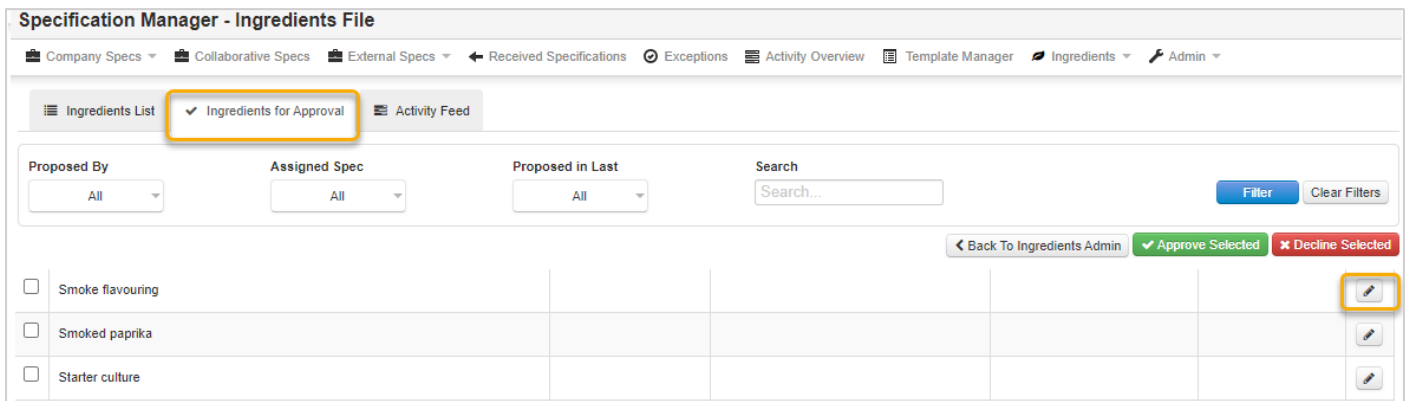 Specification Manager - Ingredients File
Company Specs Collaborative Specs External Specs Received Specifications Exceptions Activity Overview Template Manager Ingredients Admin
Ingredients List Ingredients for Approval Activity Feed
Proposed By Assigned Spec Proposed in Last Search
All All All Search... Filter Clear Filters
Back To Ingredients Admin Approve Selected Decline Selected
Smoke flavouring
Smoked paprika
Starter culture